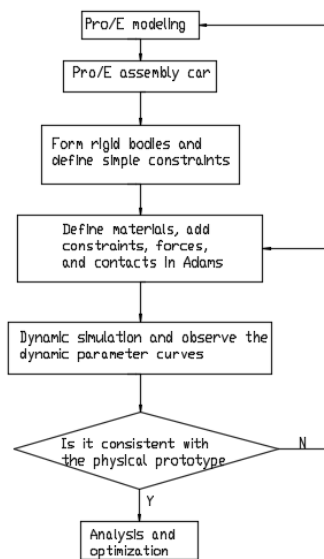 Pro/E modeling
Pro/E assembly car
Form rigid bodies and
define simple constraints
Define materials, add
constraints, forces,
and contacts in Adams
Dynamic simulation and observe the
dynamic parameter curves
Is it consistent with
the physical prototype
N
Y
Analysis and
optimization